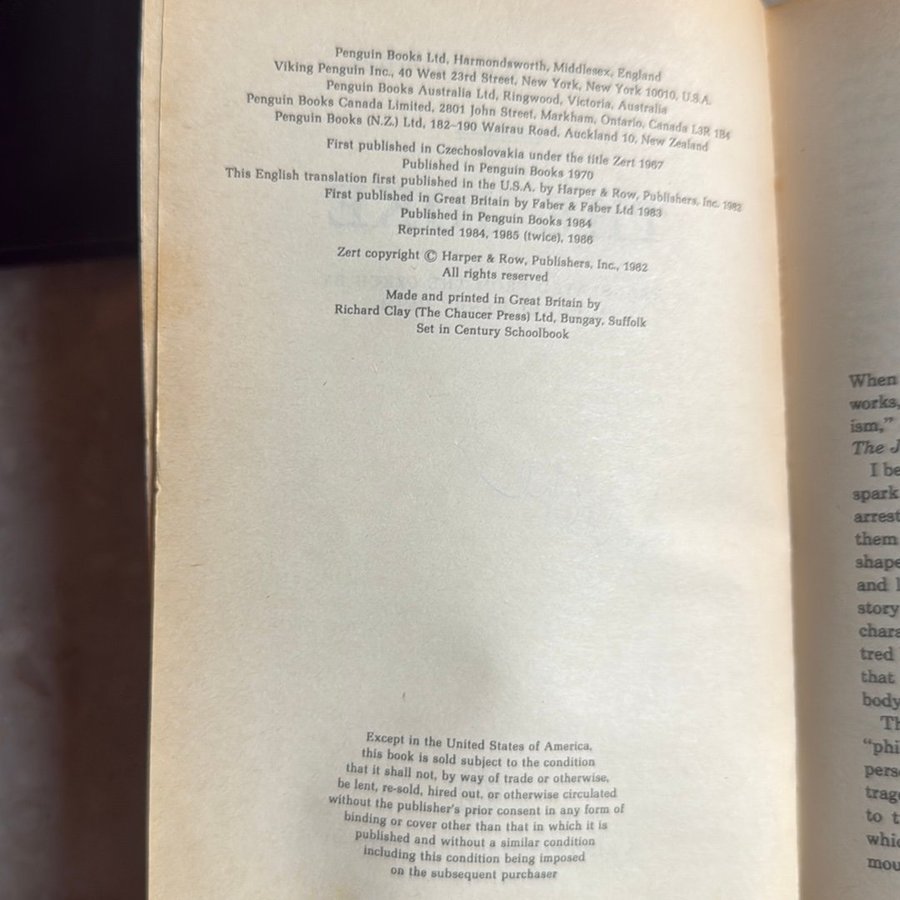 Penguin Books Ltd, Harmondsworth, Middlesex, England
Viking Penguin Inc., 40 West 23rd Street, New York, New York 10010, U.S.A.
Penguin Books Australia Ltd, Ringwood, Victoria, Australia
Penguin Books Canada Limited, 2801 John Street, Markham, Ontario, Canada L3R 1B4
Penguin Books (N.Z.) Ltd, 182–190 Wairau Road, Auckland 10, New Zealand
First published in Czechoslovakia under the title Zert 1967
Published in Penguin Books 1970
This English translation first published in the U.S.A. by Harper & Row, Publishers, Inc. 1982
First published in Great Britain by Faber & Faber Ltd 1983
Published in Penguin Books 1984
Reprinted 1984, 1985 (twice), 1986
Zert copyright © Harper & Row, Publishers, Inc., 1982
All rights reserved
Made and printed in Great Britain by
Richard Clay (The Chaucer Press) Ltd, Bungay, Suffolk
Set in Century Schoolbook
Except in the United States of America,
this book is sold subject to the condition
that it shall not, by way of trade or otherwise,
be lent, re-sold, hired out, or otherwise circulated
without the publisher's prior consent in any form of
binding or cover other than that in which it is
published and without a similar condition
including this condition being imposed
on the subsequent purchaser
When
works,
ism,”
The
I be
spark
arrest
them
shape
and
story
chara
tred
that
body
Th
“phi
pers
trag
to t
whic
mou